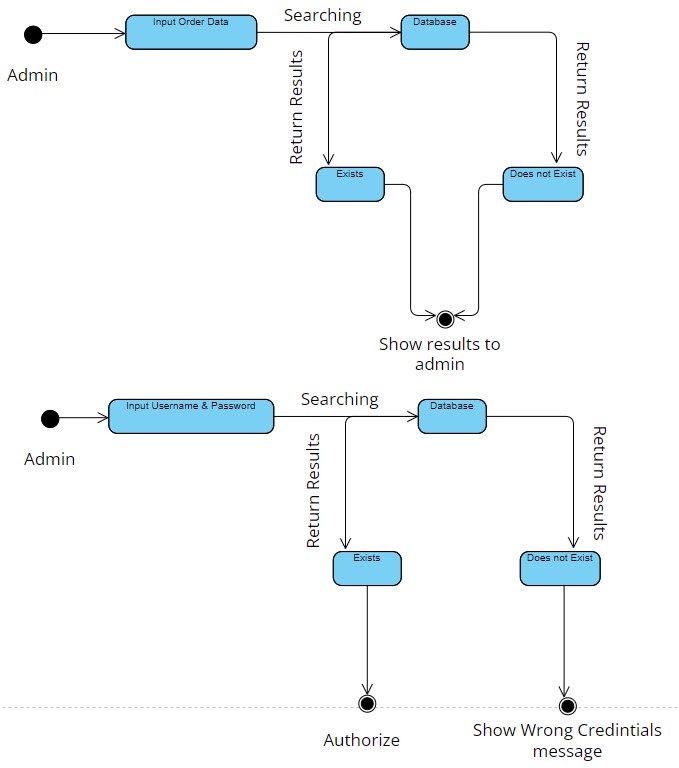 Input Order Data
Searching
Database
Admin
Return Results
Return Results
Exists
Does not Exist
Show results to
admin
Input Username & Password
Searching
Database
Admin
Return Results
Return Results
Exists
Does not Exist
Authorize
Show Wrong Credintials
message